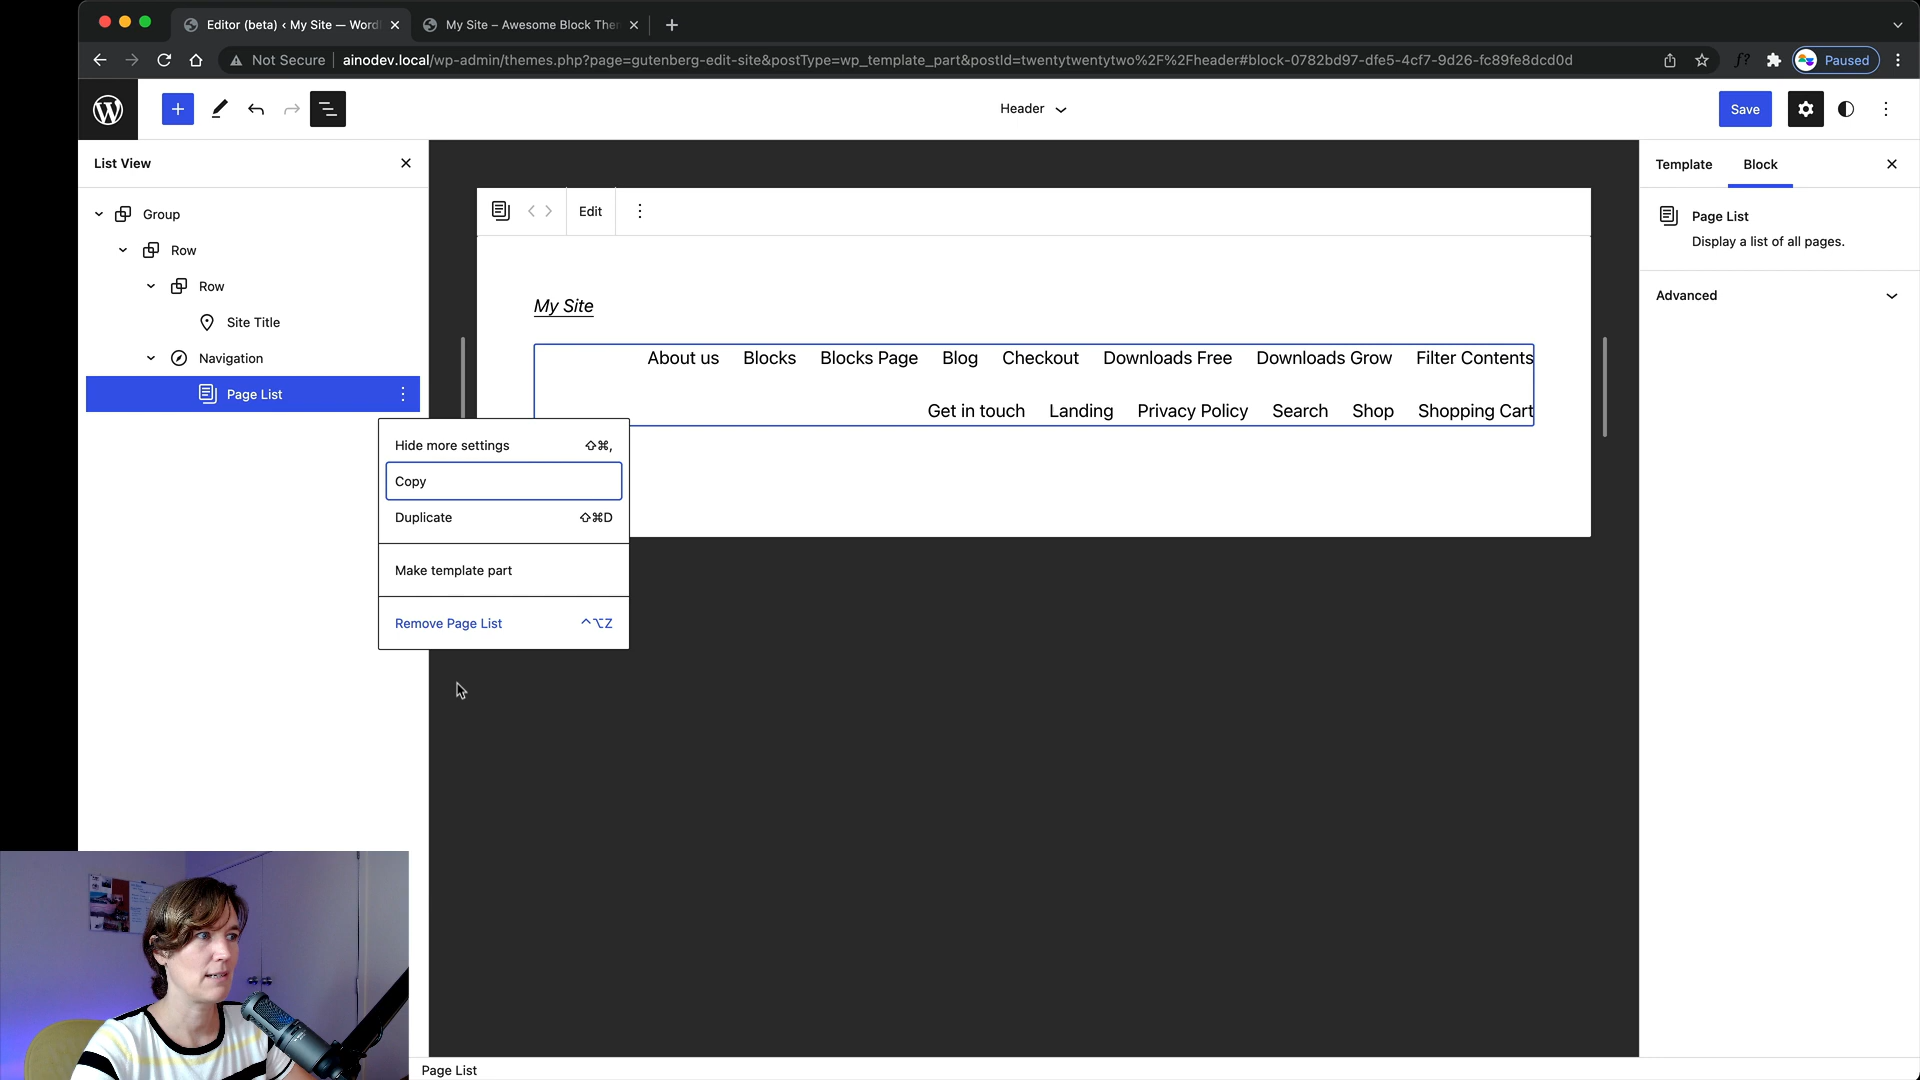 Editor (beta) ‹ My Site — Word
My Site – Awesome Block The
Not Secure
ainodev.local/wp-admin/themes.php?page=gutenberg-edit-site&postType=wp_template_part&postId=twentytwentytwo%2F%2Fheader#block-0782bd97-dfe5-4cf7-9d26-fc89fe8dcd0d
f?
Paused
Header
Save
List View
Group
Row
Row
Site Title
Navigation
Page List
Edit
My Site
About us Blocks Blocks Page Blog Checkout Downloads Free Downloads Grow Filter Contents
Get in touch Landing Privacy Policy Search Shop Shopping Cart
Hide more settings ⇧⌘,
Copy
Duplicate ⇧⌘D
Make template part
Remove Page List ^⌥Z
Template Block
Page List
Display a list of all pages.
Advanced
Page List